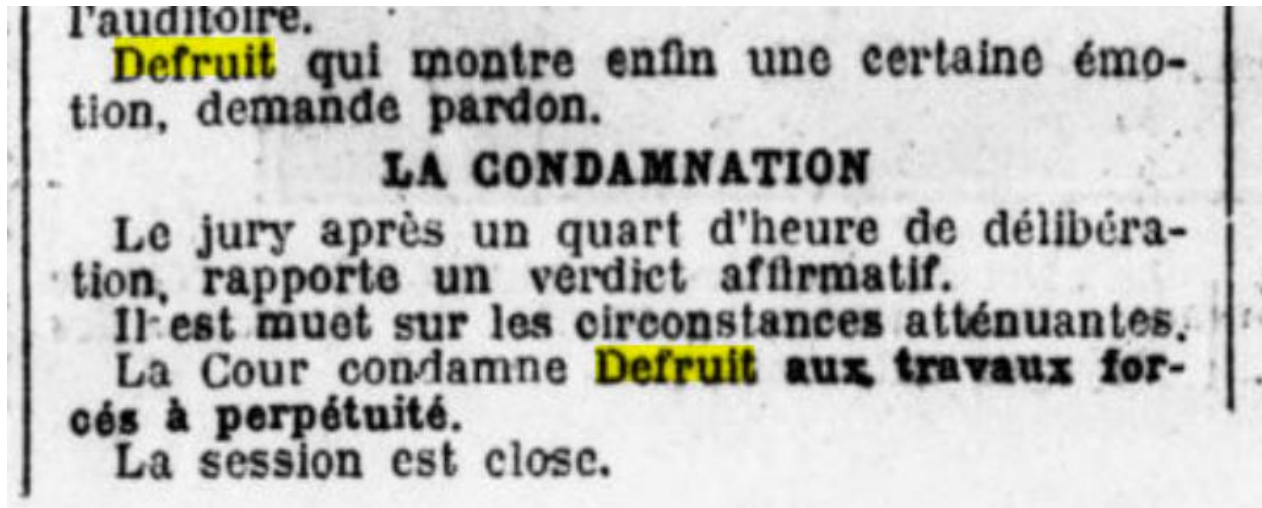 l'auditoire.
Defruit qui montre enfin une certaine émo-
tion, demande pardon.
LA CONDAMNATION
Le jury après un quart d'heure de délibéra-
tion, rapporte un verdict affirmatif.
Il est muet sur les circonstances atténuantes.
La Cour condamne Defruit aux travaux for-
cés à perpétuité.
La session est close.